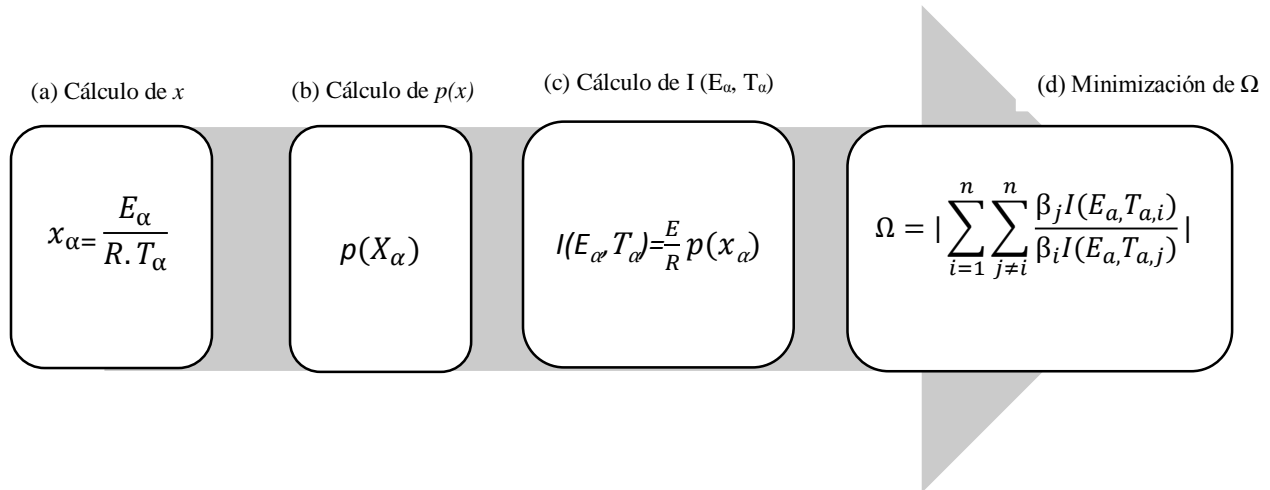 (a) Cálculo de x
(b) Cálculo de p(x)
(c) Cálculo de I (Eα, Tα)
(d) Minimización de Ω
xα= Eα / R. Tα
p(Xα)
I(Eα, Tα)= E/R p(xα)
Ω = | ∑_{i=1}^{n} ∑_{j≠i}^{n} βj I(Ea,Ta,i) / βi I(Ea,Ta,j) |